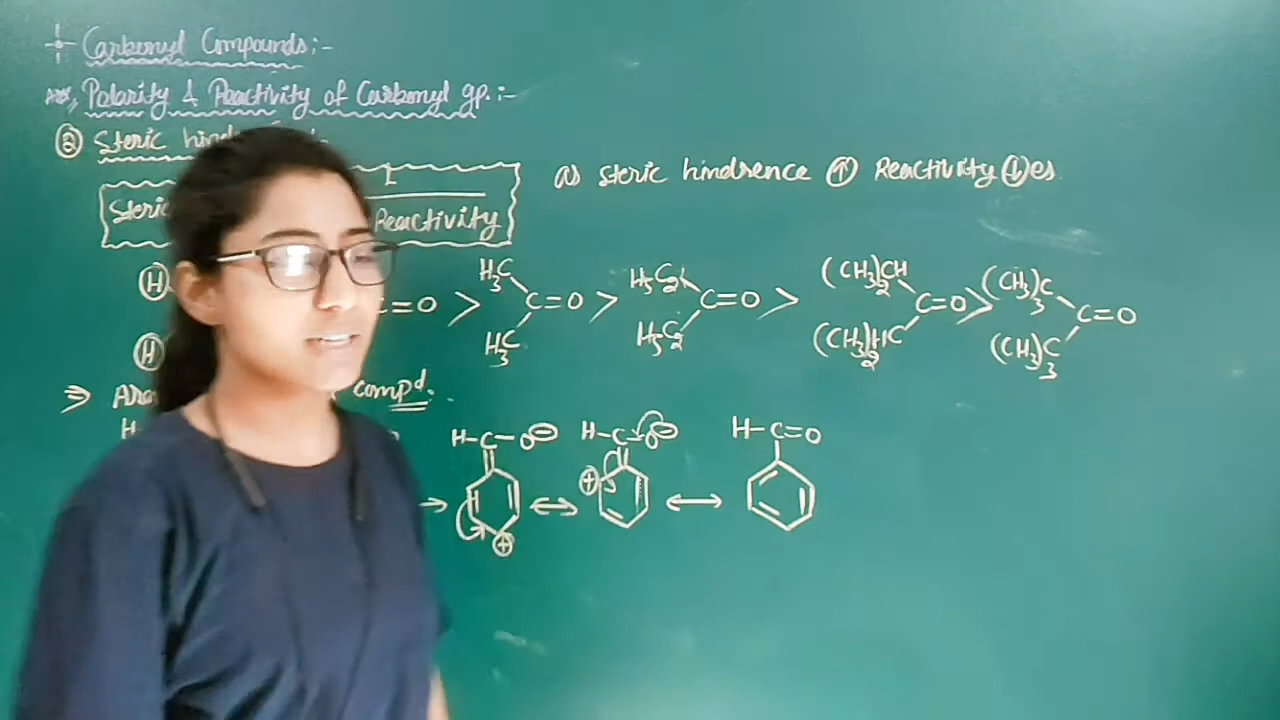 Carbonyl Compounds:-
Polarity & Reactivity of Carbonyl gp.:-
② Steric
Steric 1 Reactivity
as steric hindrence ↑ Reactivity ↓es
H C=O > H₃C C=O > H₅C₂ C=O > (CH₃)₂CH C=O > (CH₃)₃C C=O
H H₃C H₅C₂ (CH₃)₂HC (CH₃)₃C
⇒ compd.
H H-C-O⊖ H-C-O⊖ H-C=O
→ ⊕ ↔ ⊕ ↔